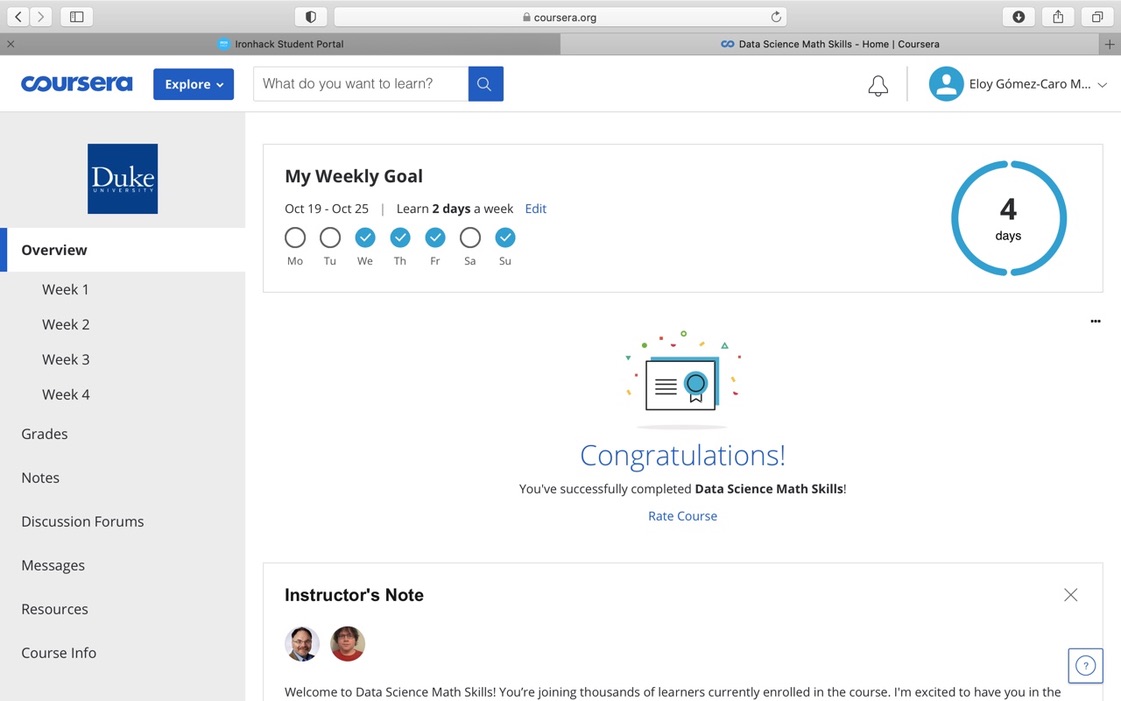 coursera.org
Ironhack Student Portal
Data Science Math Skills - Home | Coursera
coursera
Explore
What do you want to learn?
Eloy Gómez-Caro M...
Duke
UNIVERSITY
Overview
Week 1
Week 2
Week 3
Week 4
Grades
Notes
Discussion Forums
Messages
Resources
Course Info
My Weekly Goal
Oct 19 - Oct 25 | Learn 2 days a week Edit
Mo Tu We Th Fr Sa Su
4
days
Congratulations!
You've successfully completed Data Science Math Skills!
Rate Course
Instructor's Note
Welcome to Data Science Math Skills! You're joining thousands of learners currently enrolled in the course. I'm excited to have you in the
?